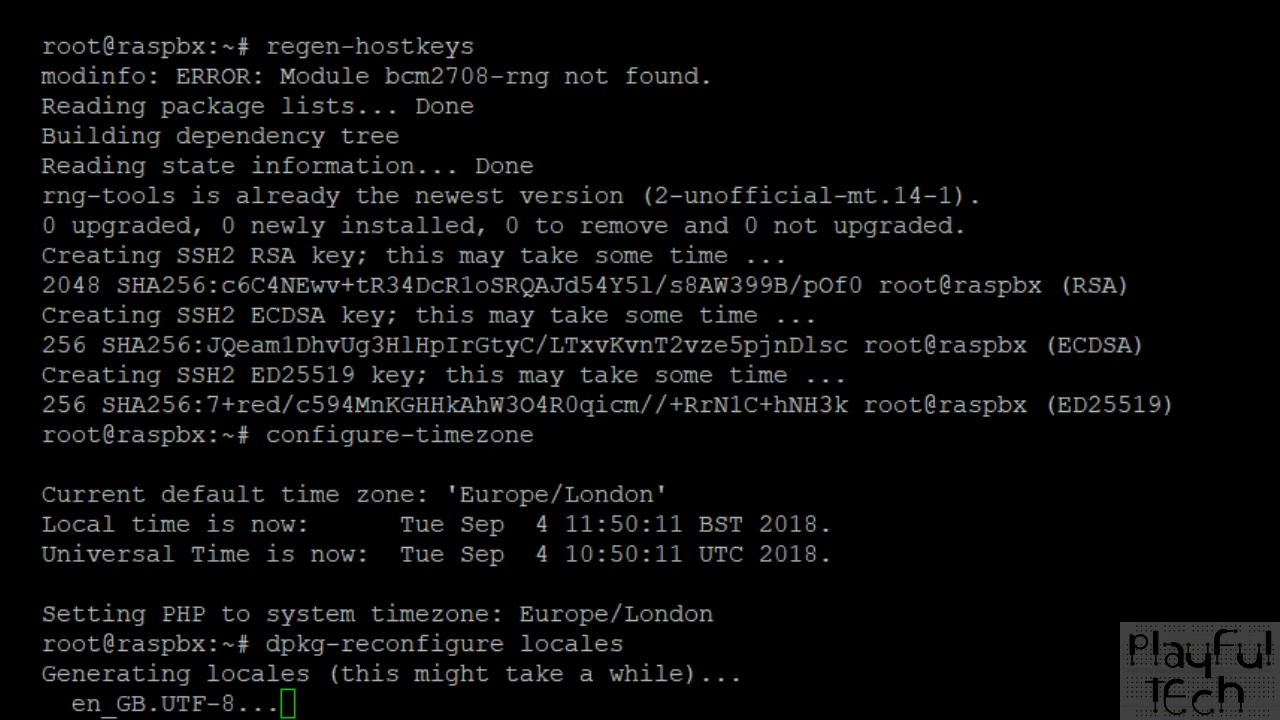 root@raspbx:~# regen-hostkeys
modinfo: ERROR: Module bcm2708-rng not found.
Reading package lists... Done
Building dependency tree
Reading state information... Done
rng-tools is already the newest version (2-unofficial-mt.14-1).
0 upgraded, 0 newly installed, 0 to remove and 0 not upgraded.
Creating SSH2 RSA key; this may take some time ...
2048 SHA256:c6C4NEwv+tR34DcR1oSRQAJd54Y5l/s8AW399B/pOf0 root@raspbx (RSA)
Creating SSH2 ECDSA key; this may take some time ...
256 SHA256:JQeam1DhvUg3HlHpIrGtyC/LTxvKvnT2vze5pjnDlsc root@raspbx (ECDSA)
Creating SSH2 ED25519 key; this may take some time ...
256 SHA256:7+red/c594MnKGHHkAhW3O4R0qicm//+RrN1C+hNH3k root@raspbx (ED25519)
root@raspbx:~# configure-timezone
Current default time zone: 'Europe/London'
Local time is now:      Tue Sep  4 11:50:11 BST 2018.
Universal Time is now:  Tue Sep  4 10:50:11 UTC 2018.
Setting PHP to system timezone: Europe/London
root@raspbx:~# dpkg-reconfigure locales
Generating locales (this might take a while)...
  en_GB.UTF-8...
Playful
Tech